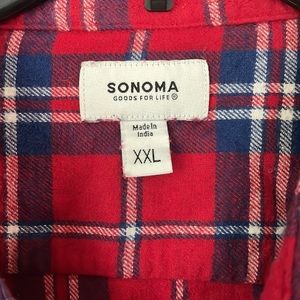 SONOMA
GOODS FOR LIFE®
Made in
India
XXL